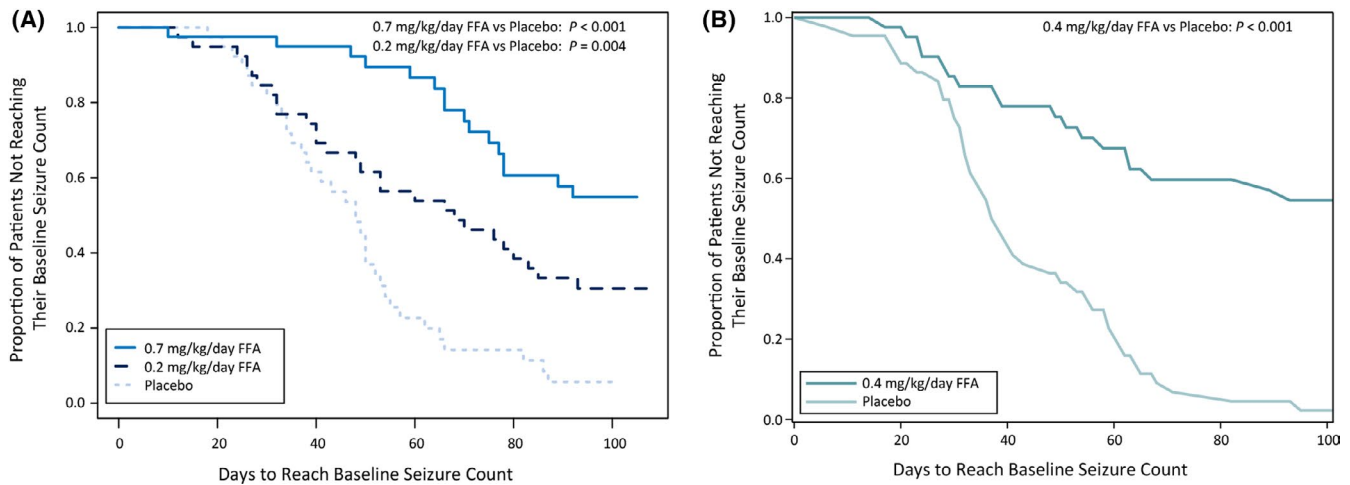 (A)
0.7 mg/kg/day FFA vs Placebo: P < 0.001
0.2 mg/kg/day FFA vs Placebo: P = 0.004
Proportion of Patients Not Reaching
Their Baseline Seizure Count
1.0
0.8
0.6
0.4
0.2
0.0
0.7 mg/kg/day FFA
0.2 mg/kg/day FFA
Placebo
0 20 40 60 80 100
Days to Reach Baseline Seizure Count
(B)
0.4 mg/kg/day FFA vs Placebo: P < 0.001
Proportion of Patients Not Reaching
Their Baseline Seizure Count
1.0
0.8
0.6
0.4
0.2
0.0
0.4 mg/kg/day FFA
Placebo
0 20 40 60 80 100
Days to Reach Baseline Seizure Count